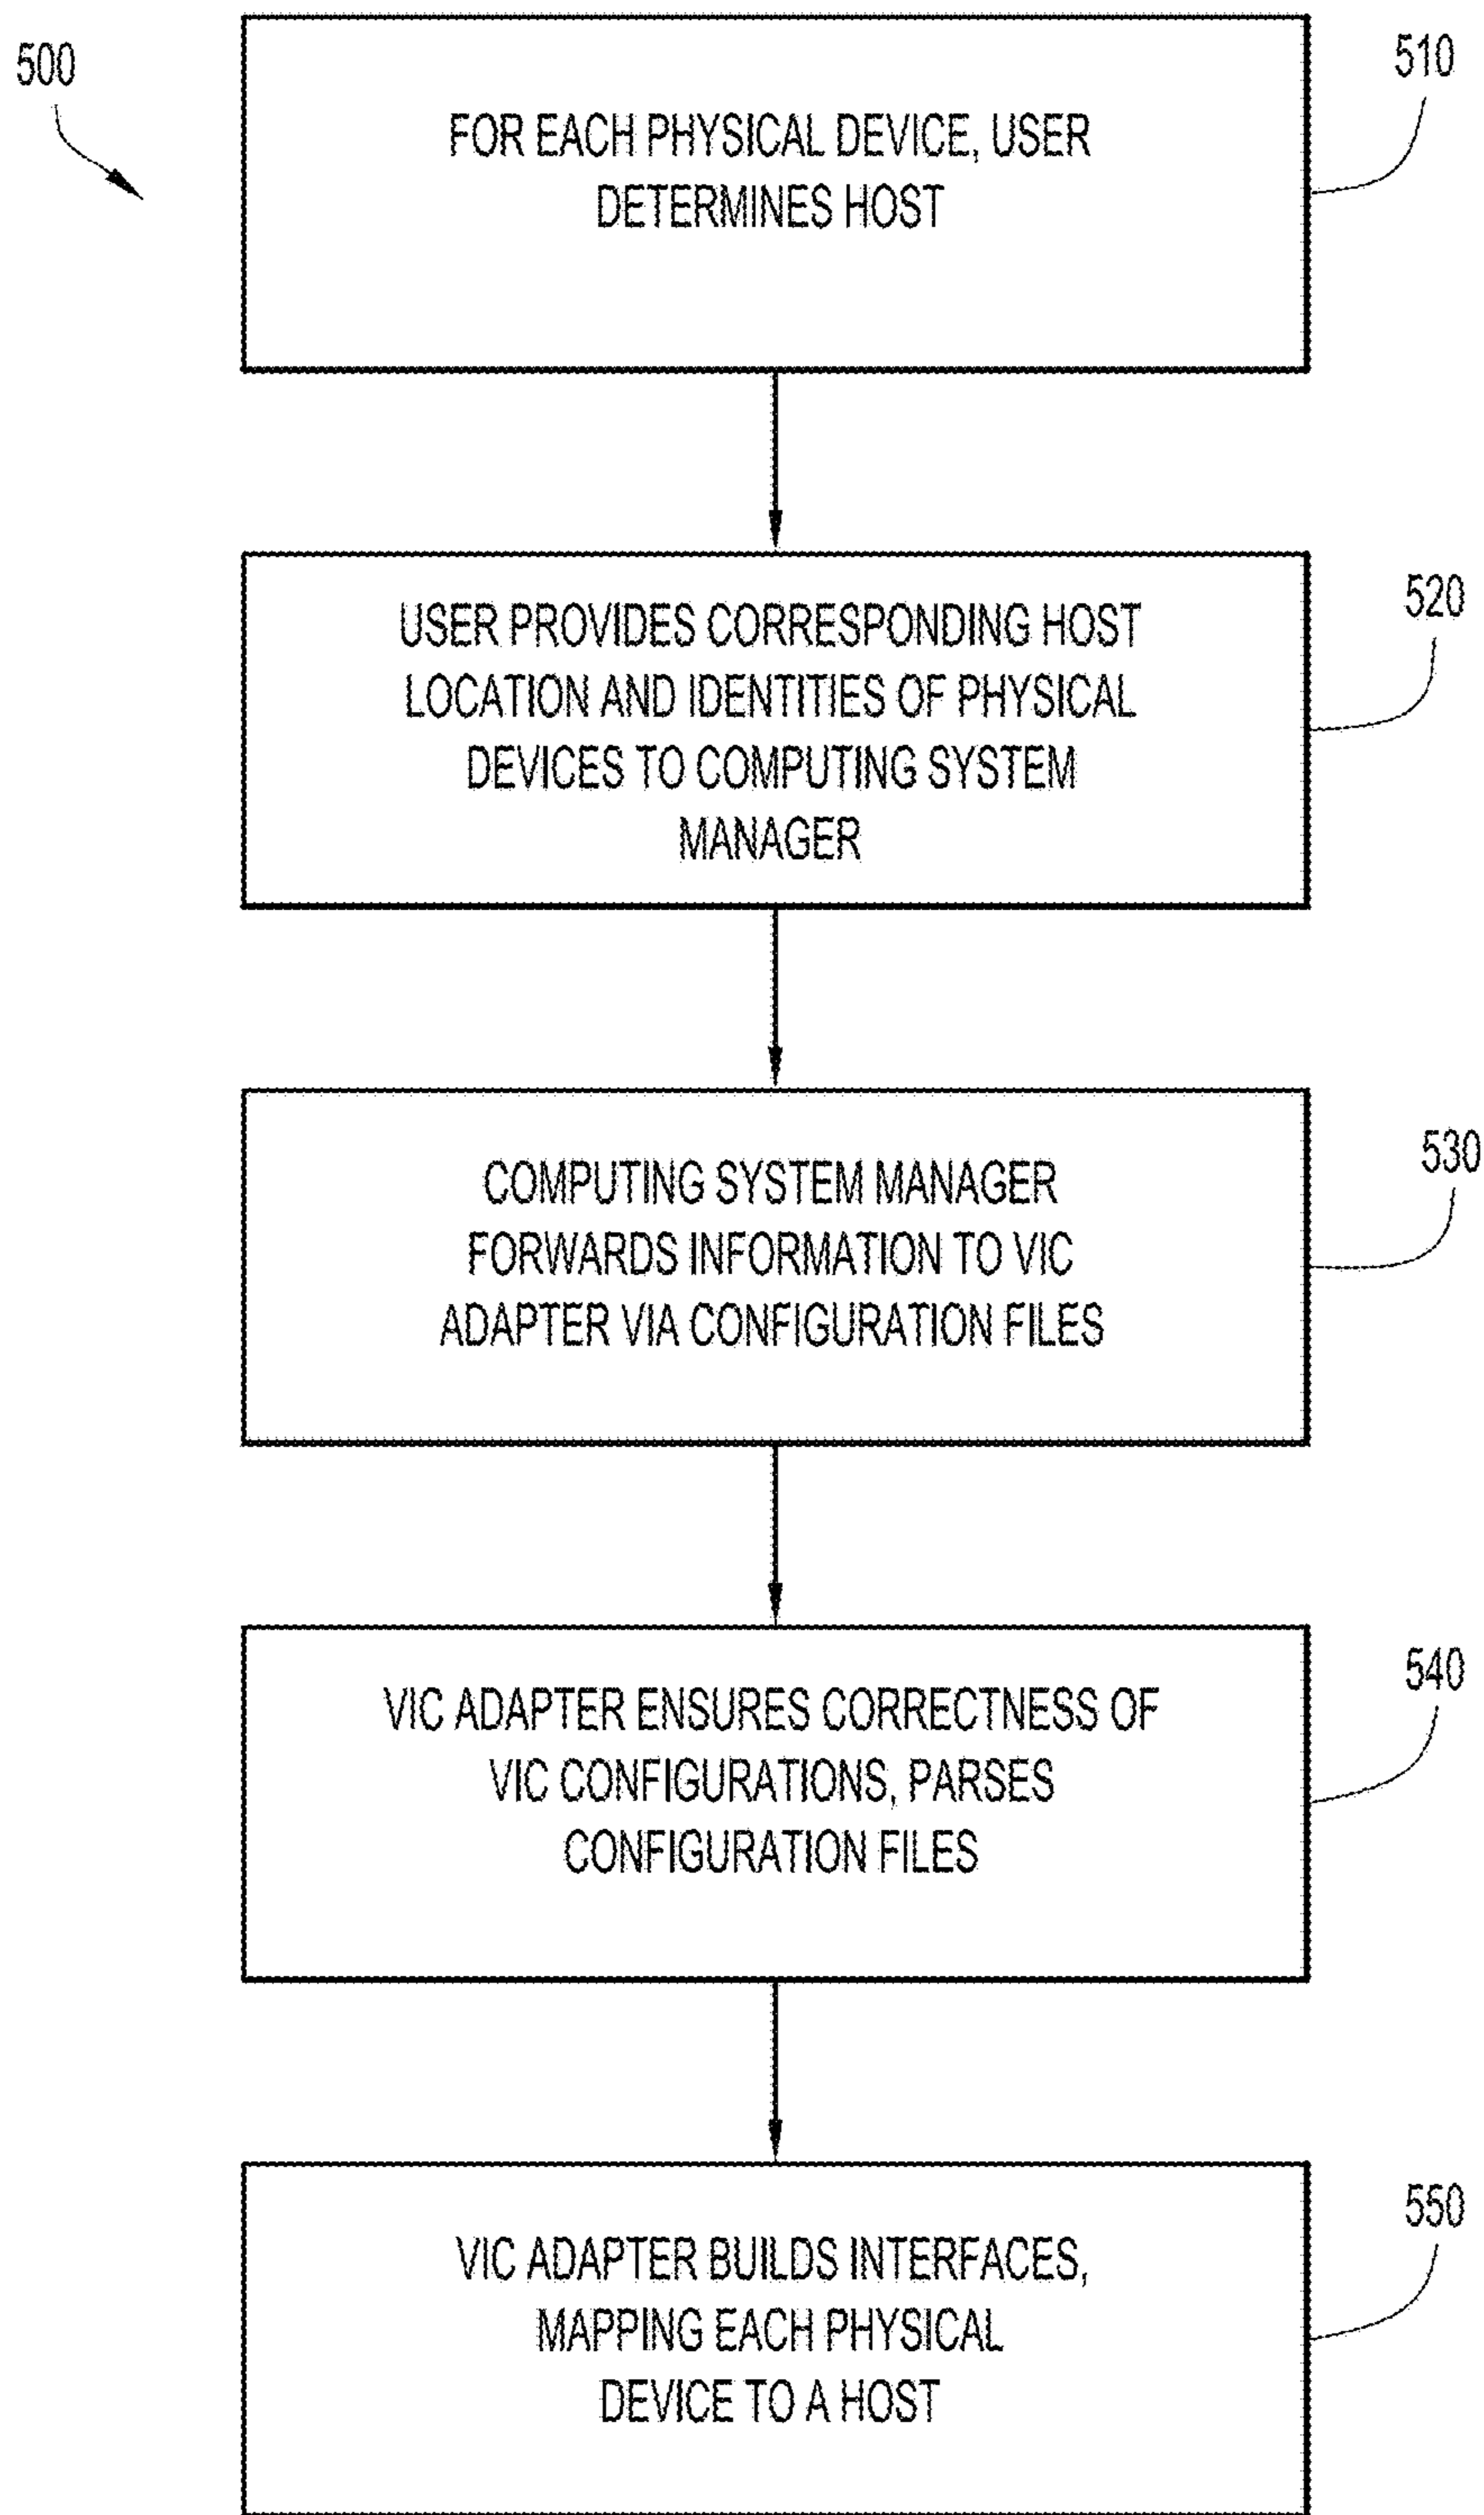 500
510
FOR EACH PHYSICAL DEVICE, USER
DETERMINES HOST
520
USER PROVIDES CORRESPONDING HOST
LOCATION AND IDENTITIES OF PHYSICAL
DEVICES TO COMPUTING SYSTEM
MANAGER
530
COMPUTING SYSTEM MANAGER
FORWARDS INFORMATION TO VIC
ADAPTER VIA CONFIGURATION FILES
540
VIC ADAPTER ENSURES CORRECTNESS OF
VIC CONFIGURATIONS, PARSES
CONFIGURATION FILES
550
VIC ADAPTER BUILDS INTERFACES,
MAPPING EACH PHYSICAL
DEVICE TO A HOST